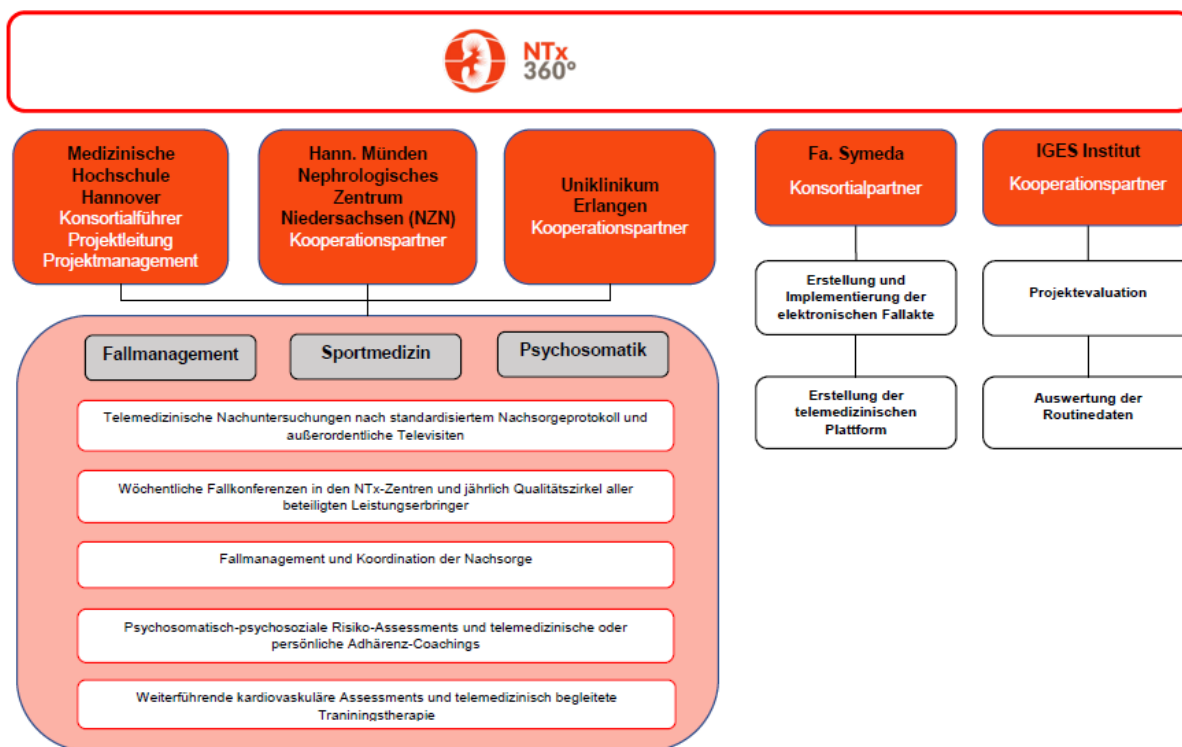 NTx
360°
Medizinische
Hochschule
Hannover
Konsortialführer
Projektleitung
Projektmanagement
Hann. Münden
Nephrologisches
Zentrum
Niedersachsen (NZN)
Kooperationspartner
Uniklinikum
Erlangen
Kooperationspartner
Fa. Symeda
Konsortialpartner
IGES Institut
Kooperationspartner
Erstellung und
Implementierung der
elektronischen Fallakte
Projektevaluation
Erstellung der
telemedizinischen
Plattform
Auswertung der
Routinedaten
Fallmanagement
Sportmedizin
Psychosomatik
Telemedizinische Nachuntersuchungen nach standardisiertem Nachsorgeprotokoll und
außerordentliche Televisiten
Wöchentliche Fallkonferenzen in den NTx-Zentren und jährlich Qualitätszirkel aller
beteiligten Leistungserbringer
Fallmanagement und Koordination der Nachsorge
Psychosomatisch-psychosoziale Risiko-Assessments und telemedizinische oder
persönliche Adhärenz-Coachings
Weiterführende kardiovaskuläre Assessments und telemedizinisch begleitete
Traniningstherapie